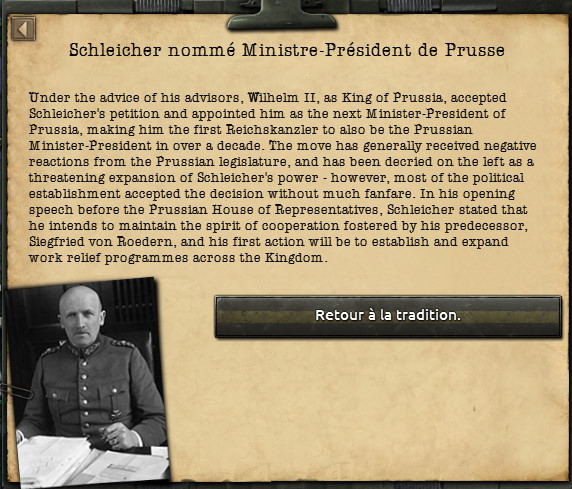 Schleicher nommé Ministre-Président de Prusse
Under the advice of his advisors, Wilhelm II, as King of Prussia, accepted
Schleicher's petition and appointed him as the next Minister-President of
Prussia, making him the first Reichskanzler to also be the Prussian
Minister-President in over a decade. The move has generally received negative
reactions from the Prussian legislature, and has been decried on the left as a
threatening expansion of Schleicher's power - however, most of the political
establishment accepted the decision without much fanfare. In his opening
speech before the Prussian House of Representatives, Schleicher stated that
he intends to maintain the spirit of cooperation fostered by his predecessor,
Siegfried von Roedern, and his first action will be to establish and expand
work relief programmes across the Kingdom.
Retour à la tradition.